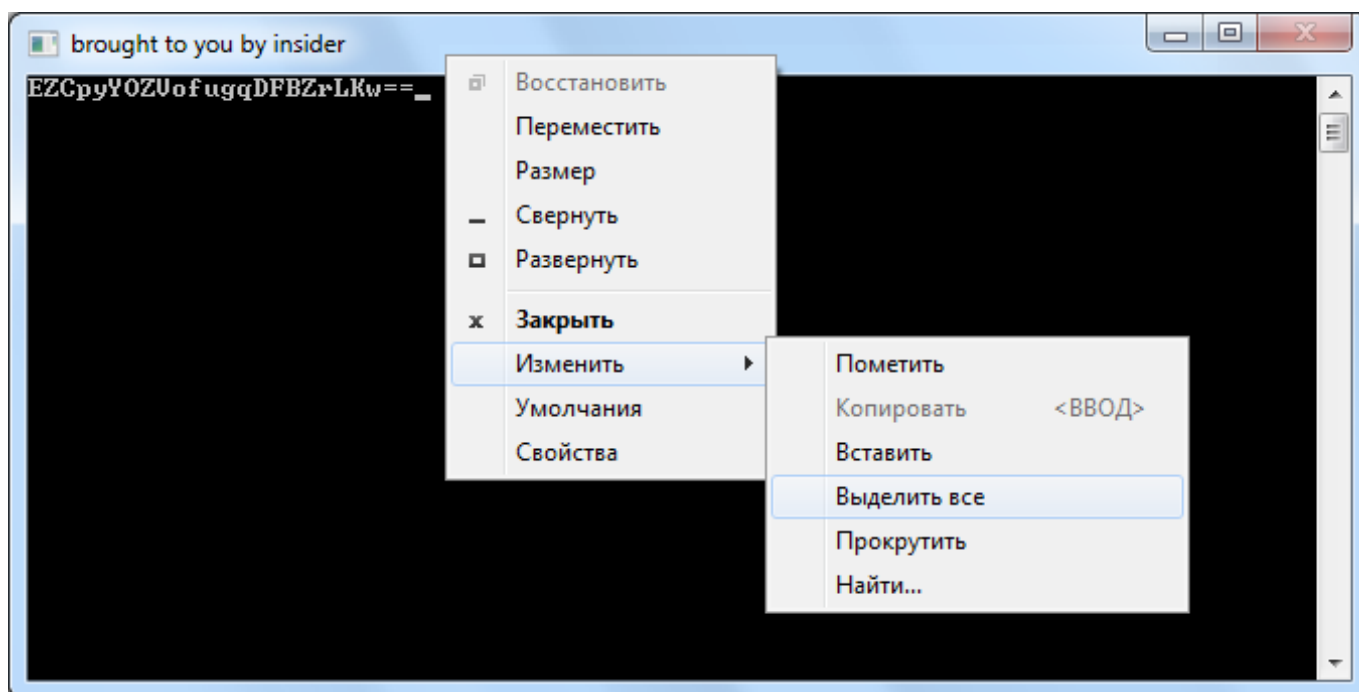 brought to you by insider
EZCpyYOZVofugqDFBZrLKw==_
Восстановить
Переместить
Размер
Свернуть
Развернуть
Закрыть
Изменить
Умолчания
Свойства
Пометить
Копировать <ВВОД>
Вставить
Выделить все
Прокрутить
Найти...